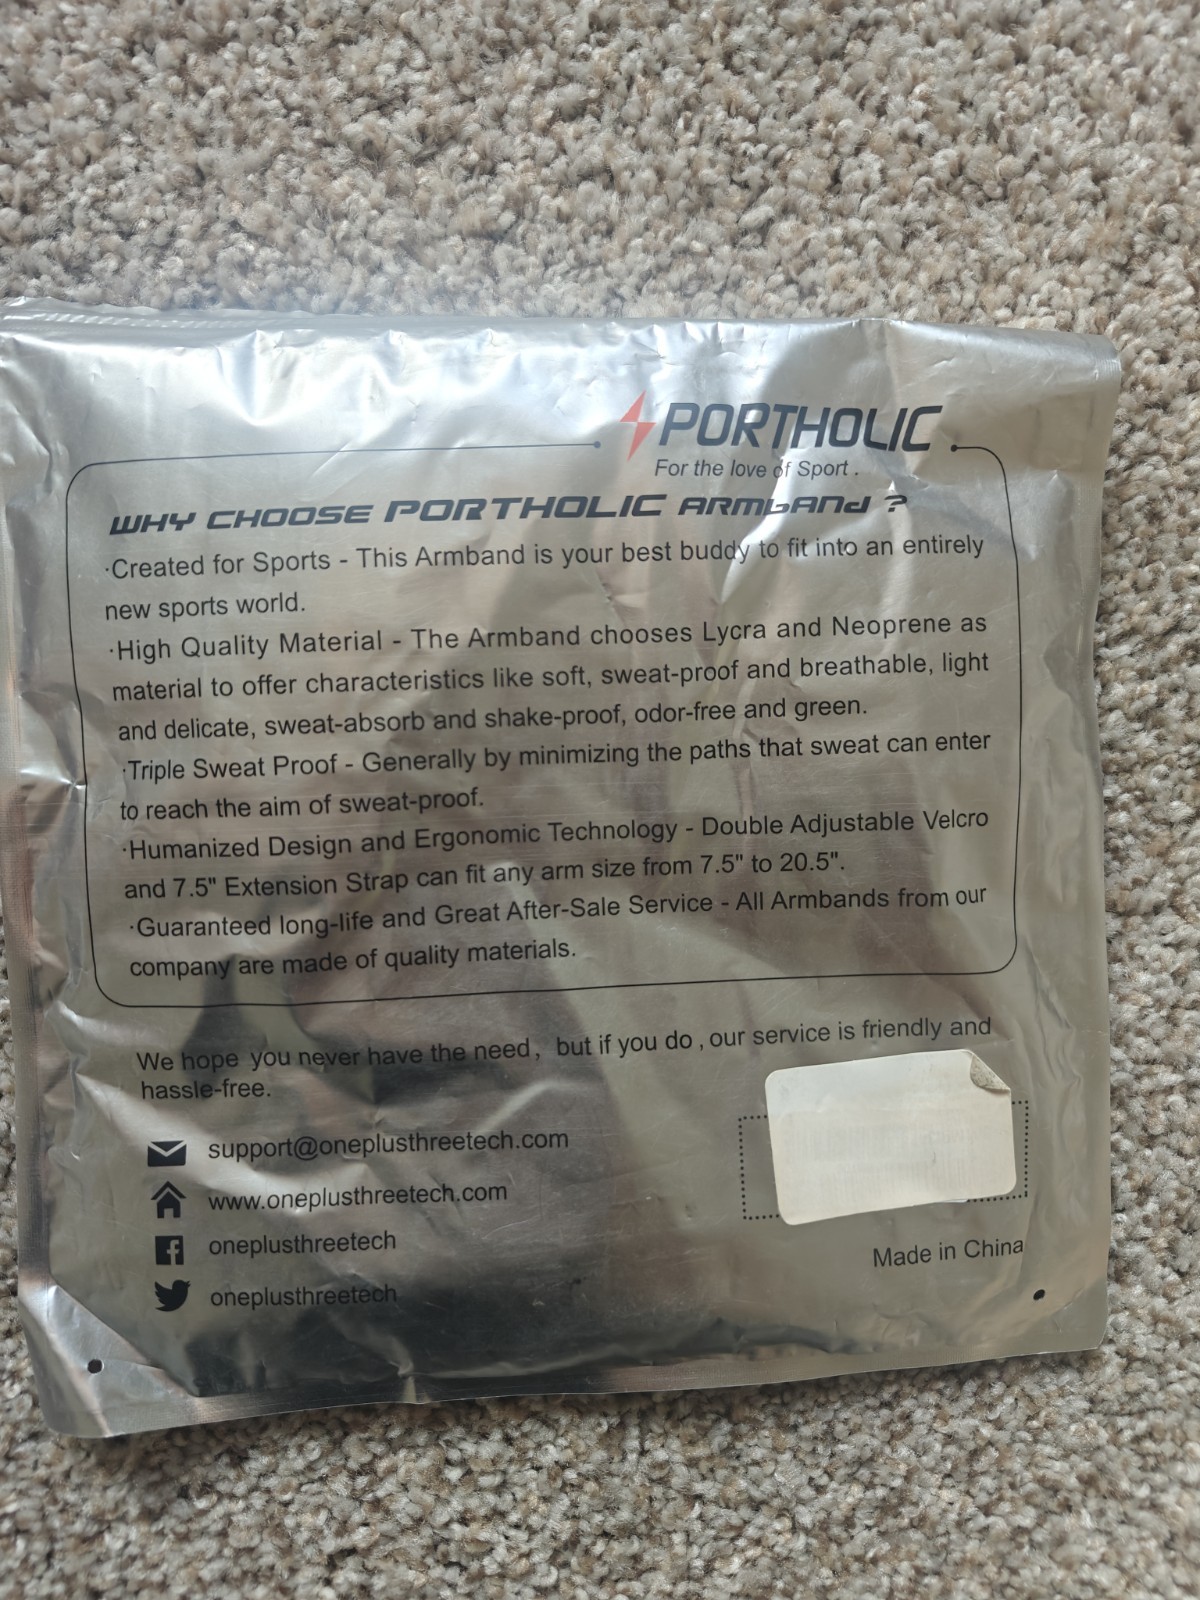 PORTHOLIC
For the love of Sport .
WHY CHOOSE PORTHOLIC ARMBAND ?
·Created for Sports - This Armband is your best buddy to fit into an entirely
new sports world.
·High Quality Material - The Armband chooses Lycra and Neoprene as
material to offer characteristics like soft, sweat-proof and breathable, light
and delicate, sweat-absorb and shake-proof, odor-free and green.
·Triple Sweat Proof - Generally by minimizing the paths that sweat can enter
to reach the aim of sweat-proof.
·Humanized Design and Ergonomic Technology - Double Adjustable Velcro
and 7.5" Extension Strap can fit any arm size from 7.5" to 20.5".
·Guaranteed long-life and Great After-Sale Service - All Armbands from our
company are made of quality materials.
We hope you never have the need, but if you do , our service is friendly and
hassle-free.
support@oneplusthreetech.com
www.oneplusthreetech.com
oneplusthreetech
oneplusthreetech
Made in China